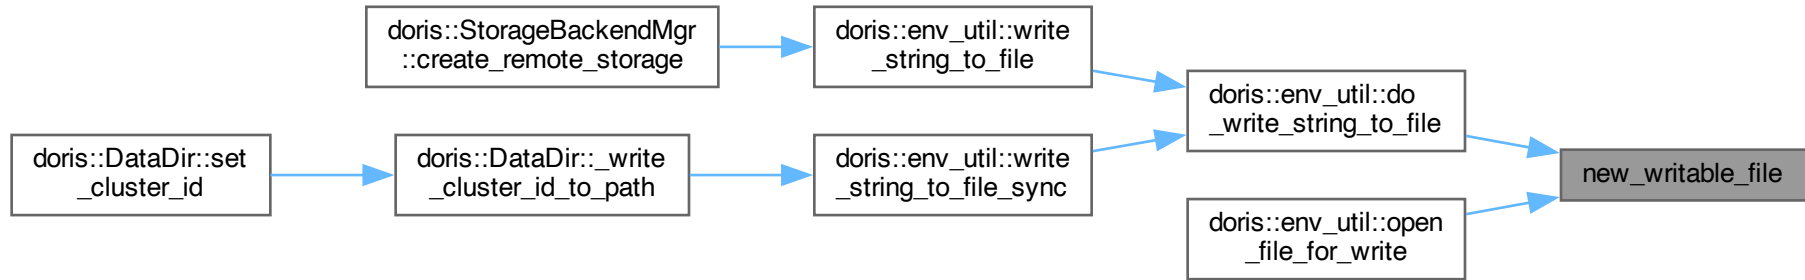 doris::StorageBackendMgr
::create_remote_storage
doris::env_util::write
_string_to_file
doris::env_util::do
_write_string_to_file
doris::DataDir::set
_cluster_id
doris::DataDir::_write
_cluster_id_to_path
doris::env_util::write
_string_to_file_sync
new_writable_file
doris::env_util::open
_file_for_write